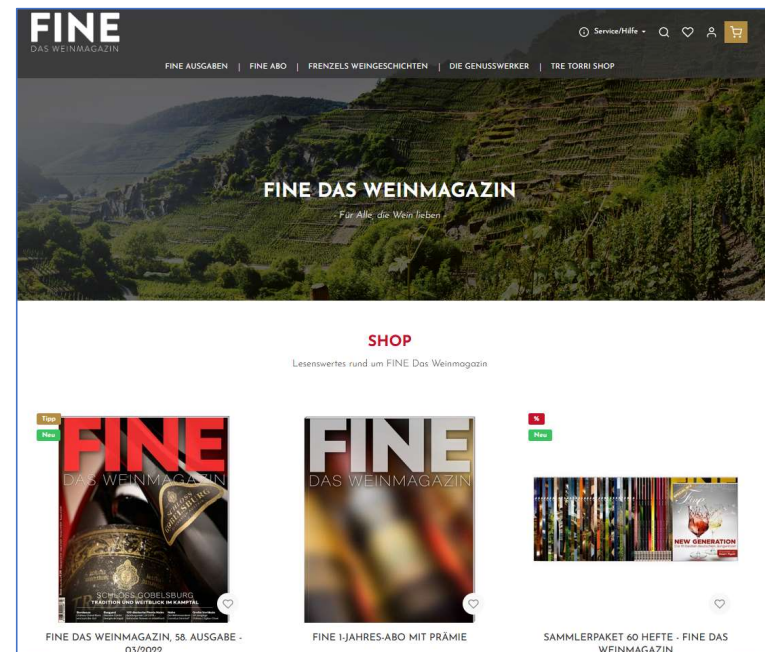 FINE
DAS WEINMAGAZIN
Service/Hilfe
FINE AUSGABEN | FINE ABO | FRENZELS WEINGESCHICHTEN | DIE GENUSSWERKER | TRE TORRI SHOP
FINE DAS WEINMAGAZIN
- Für Alle, die Wein lieben -
SHOP
Lesenswertes rund um FINE Das Weinmagazin
Tipp
Neu
FINE
DAS WEINMAGAZIN
SCHLOSS
GOBELSBURG
SCHLOSS GOBELSBURG
TRADITION UND WEITBLICK IM KAMPTAL
FINE
DAS WEINMAGAZIN
%
Neu
Fine
NEW GENERATION
FINE DAS WEINMAGAZIN, 58. AUSGABE -
03/2022
FINE 1-JAHRES-ABO MIT PRÄMIE
SAMMLERPAKET 60 HEFTE - FINE DAS
WEINMAGAZIN